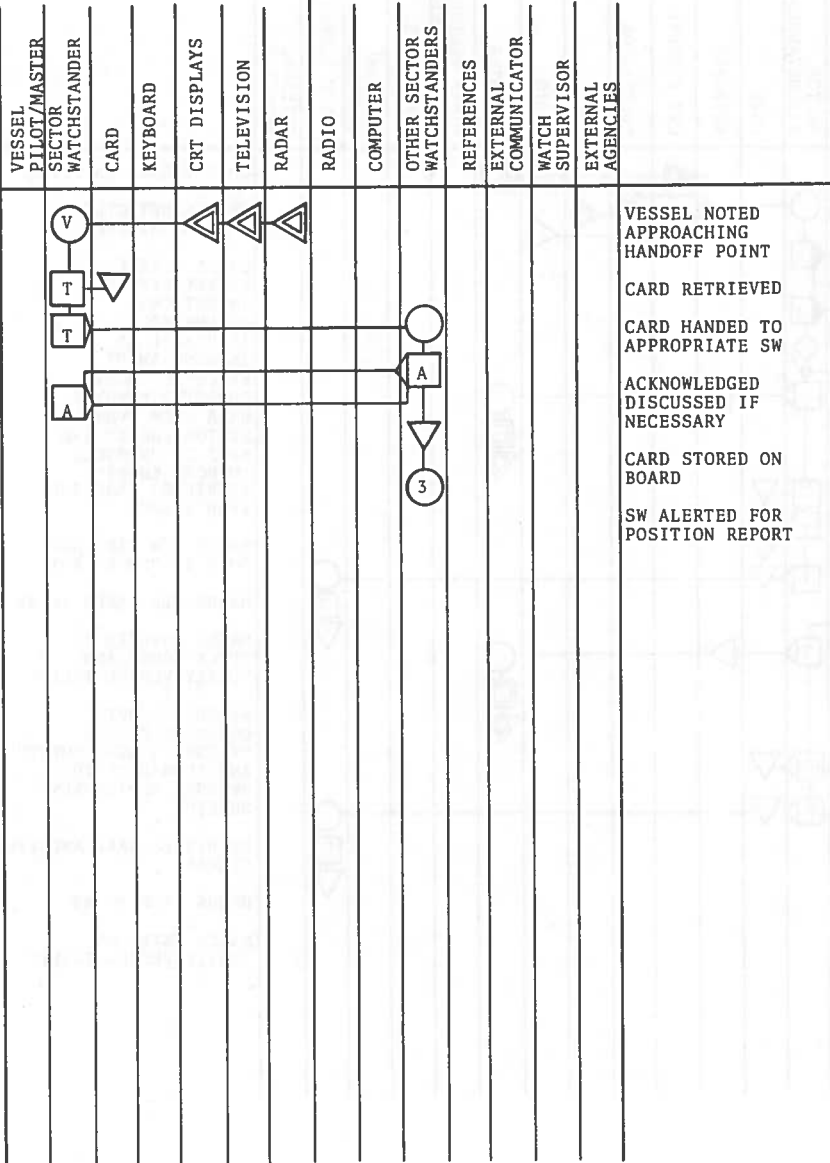 VESSEL
PILOT/MASTER
SECTOR
WATCHSTANDER
CARD
KEYBOARD
CRT DISPLAYS
TELEVISION
RADAR
RADIO
COMPUTER
OTHER SECTOR
WATCHSTANDERS
REFERENCES
EXTERNAL
COMMUNICATOR
WATCH
SUPERVISOR
EXTERNAL
AGENCIES
V
VESSEL NOTED
APPROACHING
HANDOFF POINT
T
CARD RETRIEVED
T
CARD HANDED TO
APPROPRIATE SW
A
A
ACKNOWLEDGED
DISCUSSED IF
NECESSARY
CARD STORED ON
BOARD
3
SW ALERTED FOR
POSITION REPORT